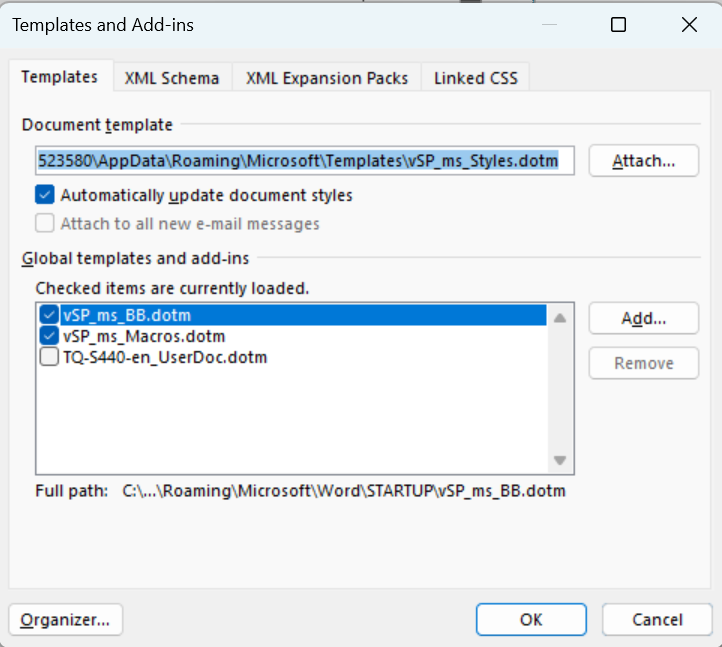 Templates and Add-ins
Templates XML Schema XML Expansion Packs Linked CSS
Document template
523580\AppData\Roaming\Microsoft\Templates\vSP_ms_Styles.dotm Attach...
Automatically update document styles
Attach to all new e-mail messages
Global templates and add-ins
Checked items are currently loaded.
vSP_ms_BB.dotm Add...
vSP_ms_Macros.dotm
TQ-S440-en_UserDoc.dotm Remove
Full path: C:\...\Roaming\Microsoft\Word\STARTUP\vSP_ms_BB.dotm
Organizer... OK Cancel